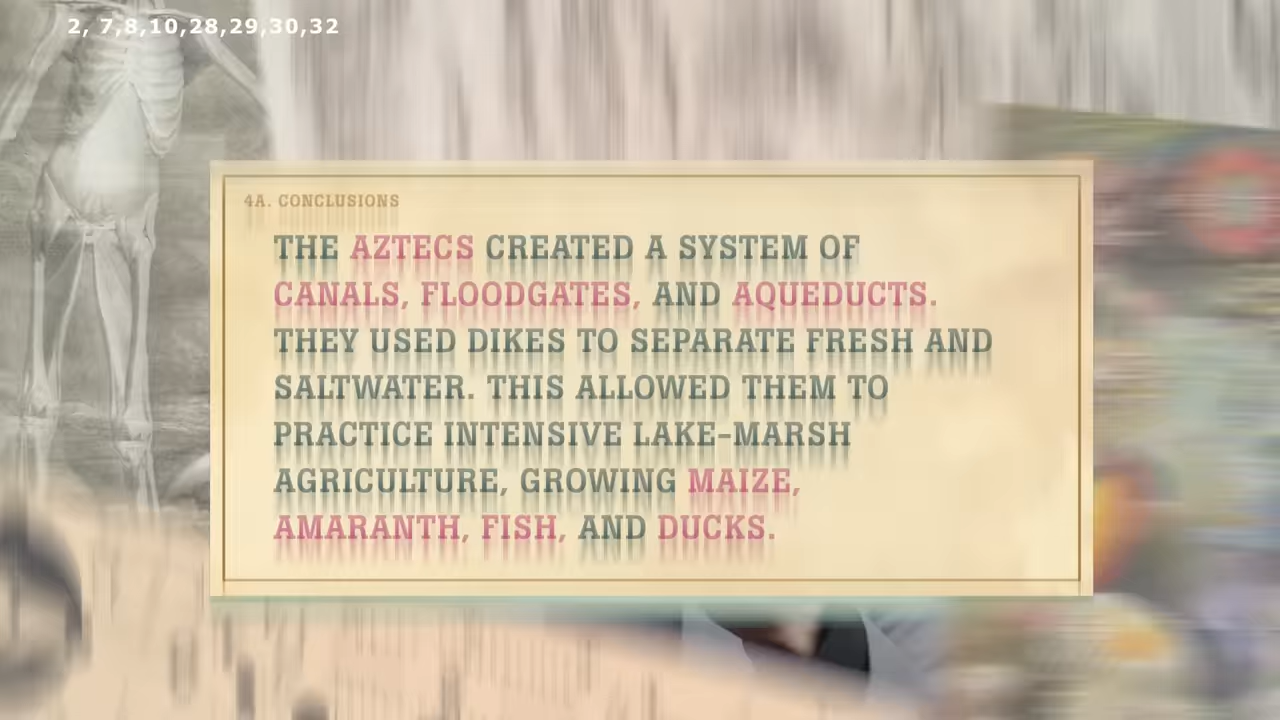 2, 7,8,10,28,29,30,32
4A. CONCLUSIONS
THE AZTECS CREATED A SYSTEM OF
CANALS, FLOODGATES, AND AQUEDUCTS.
THEY USED DIKES TO SEPARATE FRESH AND
SALTWATER. THIS ALLOWED THEM TO
PRACTICE INTENSIVE LAKE-MARSH
AGRICULTURE, GROWING MAIZE,
AMARANTH, FISH, AND DUCKS.